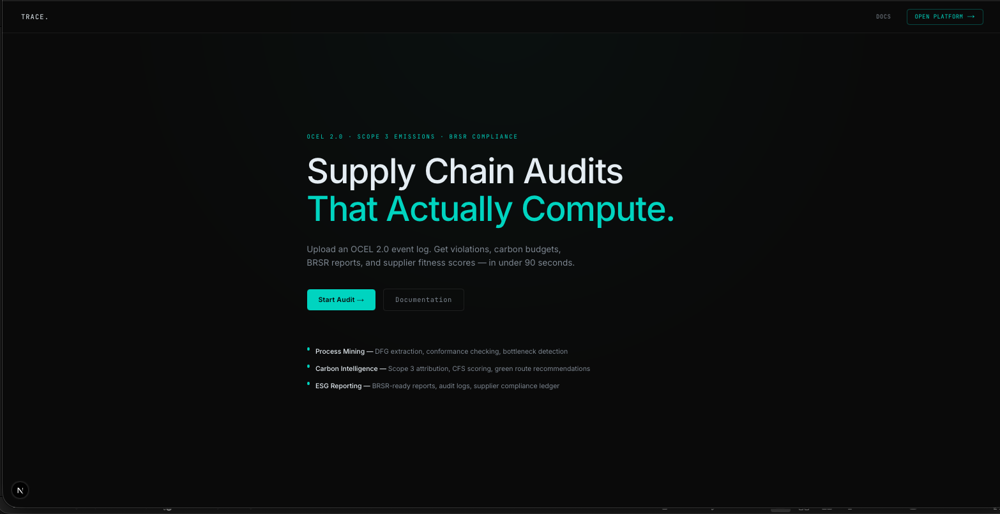 TRACE.
DOCS
OPEN PLATFORM →
OCEL 2.0 · SCOPE 3 EMISSIONS · BRSR COMPLIANCE
Supply Chain Audits
That Actually Compute.
Upload an OCEL 2.0 event log. Get violations, carbon budgets,
BRSR reports, and supplier fitness scores — in under 90 seconds.
Start Audit →
Documentation
• Process Mining — DFG extraction, conformance checking, bottleneck detection
• Carbon Intelligence — Scope 3 attribution, CFS scoring, green route recommendations
• ESG Reporting — BRSR-ready reports, audit logs, supplier compliance ledger
N